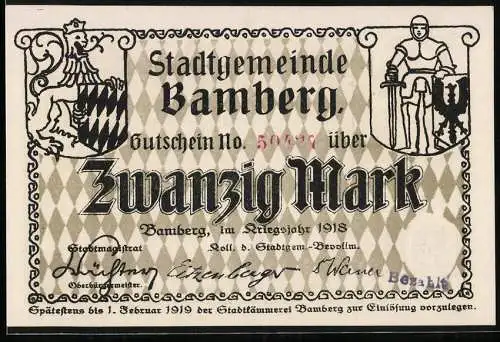 Stadtgemeinde
Bamberg.
Gutschein No. über
Zwanzig Mark
Bamberg, im Kriegsjahr 1918
Stadtmagistrat Koll. d. Stadtgem.-Bevollm.
Oberbürgermeister.
Bezahlt
Spätestens bis 1. Februar 1919 der Stadtkämmerei Bamberg zur Einlösung vorzulegen.